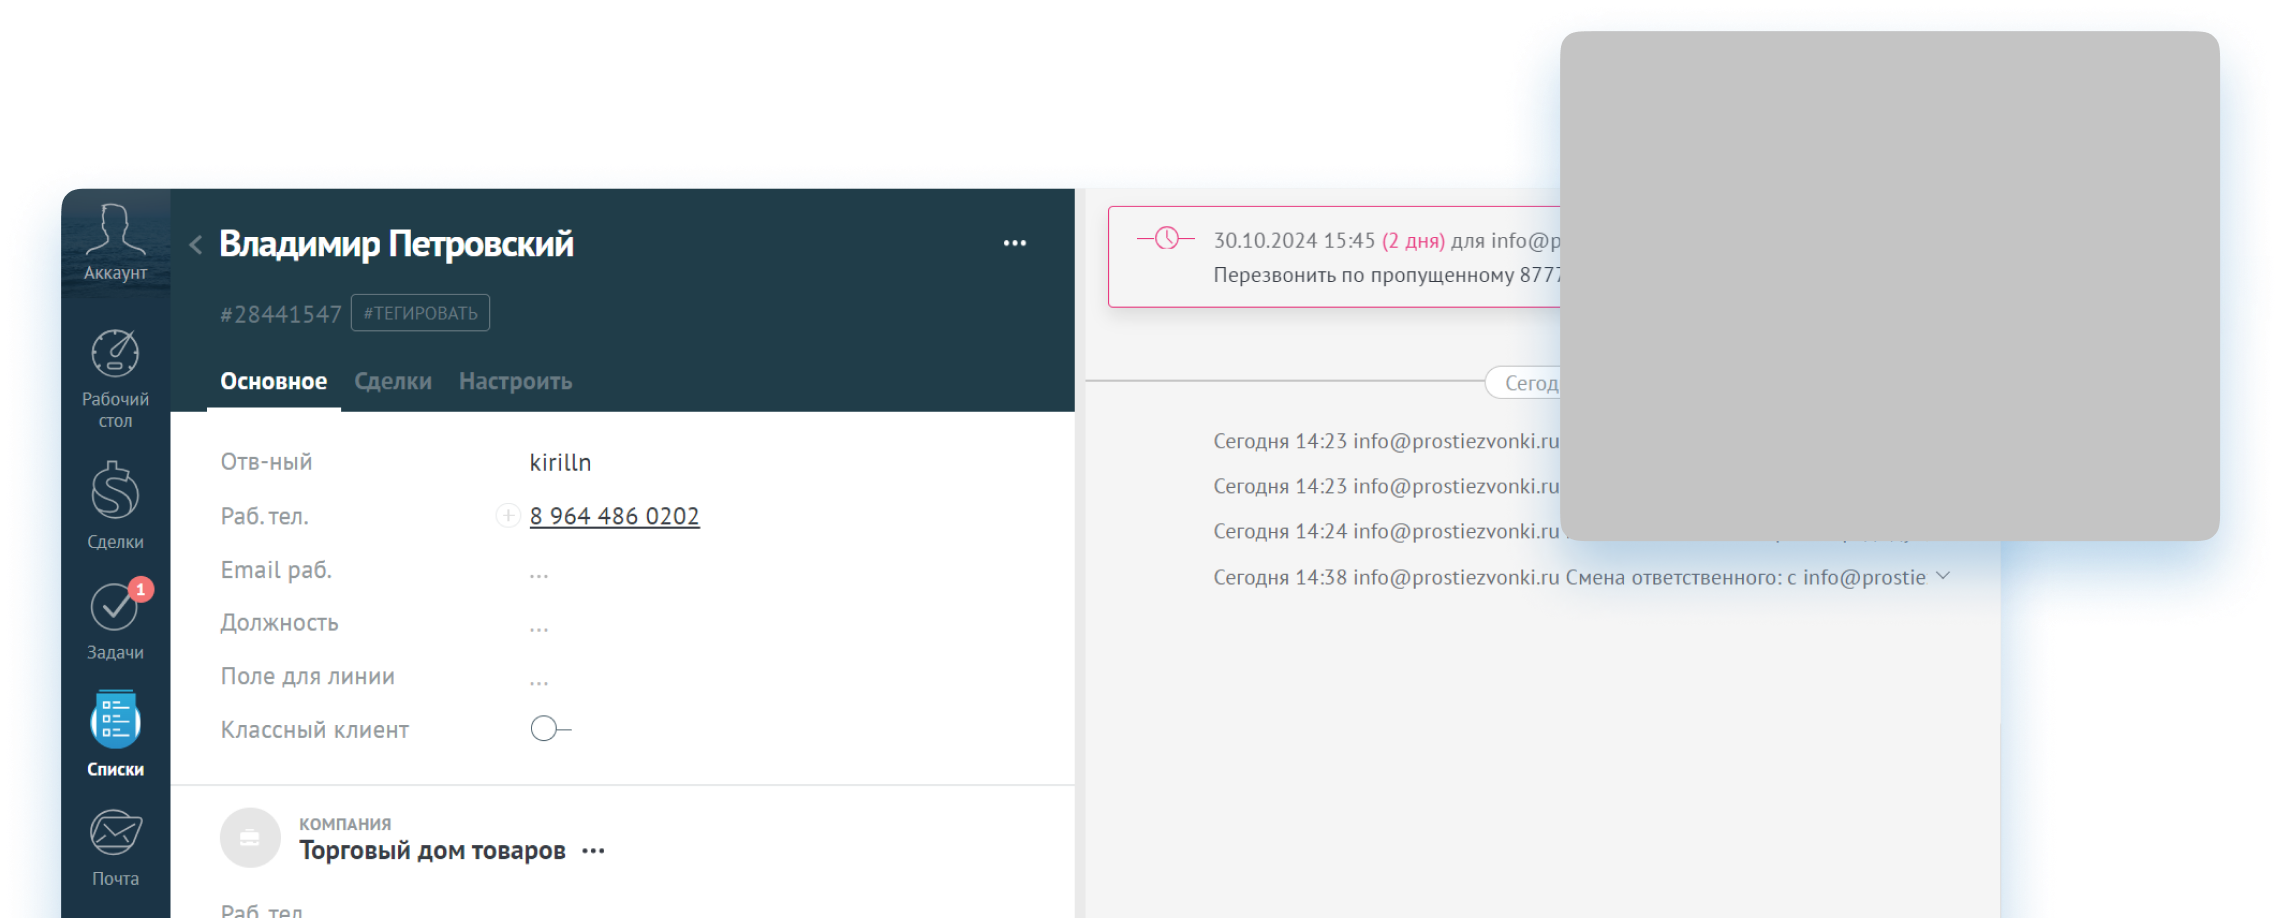 Аккаунт
Рабочий
стол
Сделки
1
Задачи
Списки
Почта
Владимир Петровский
#28441547 #ТЕГИРОВАТЬ
Основное Сделки Настроить
Отв-ный kirilln
Раб. тел. 8 964 486 0202
Email раб. ...
Должность ...
Поле для линии ...
Классный клиент
КОМПАНИЯ
Торговый дом товаров
Раб. тел.
30.10.2024 15:45 (2 дня) для
Перезвонить по пропущенному
Сегодня 14:23 info@prostiezvonki.ru
Сегодня 14:23 info@prostiezvonki.ru
Сегодня 14:24 info@prostiezvonki.ru
Сегодня 14:38 info@prostiezvonki.ru Смена ответственного: с info@prostie